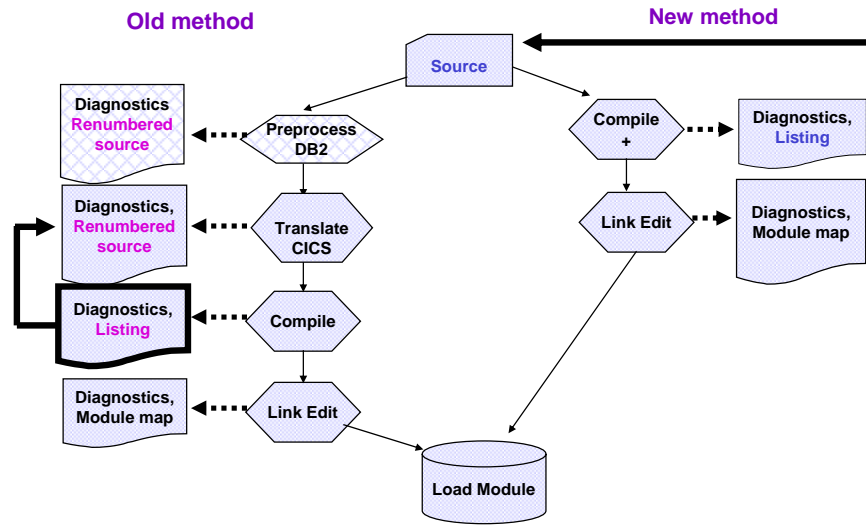 Old method
New method
Source
Diagnostics
Renumbered
source
Preprocess
DB2
Compile
+
Diagnostics,
Listing
Diagnostics,
Renumbered
source
Translate
CICS
Link Edit
Diagnostics,
Module map
Diagnostics,
Listing
Compile
Diagnostics,
Module map
Link Edit
Load Module